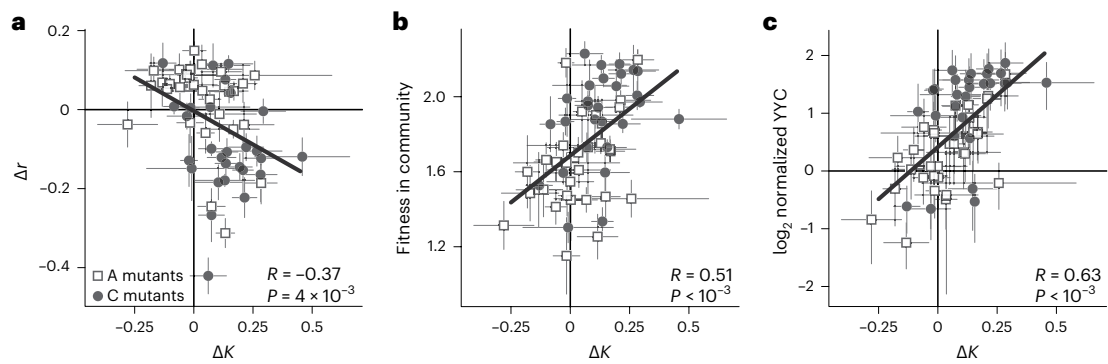 a
0.2
0
−0.2
−0.4
Δr
A mutants
C mutants
R = −0.37
P = 4 × 10⁻³
−0.25 0 0.25 0.5
ΔK
b
2.0
1.6
1.2
Fitness in community
R = 0.51
P < 10⁻³
−0.25 0 0.25 0.5
ΔK
c
2
1
0
−1
−2
log₂ normalized YYC
R = 0.63
P < 10⁻³
−0.25 0 0.25 0.5
ΔK